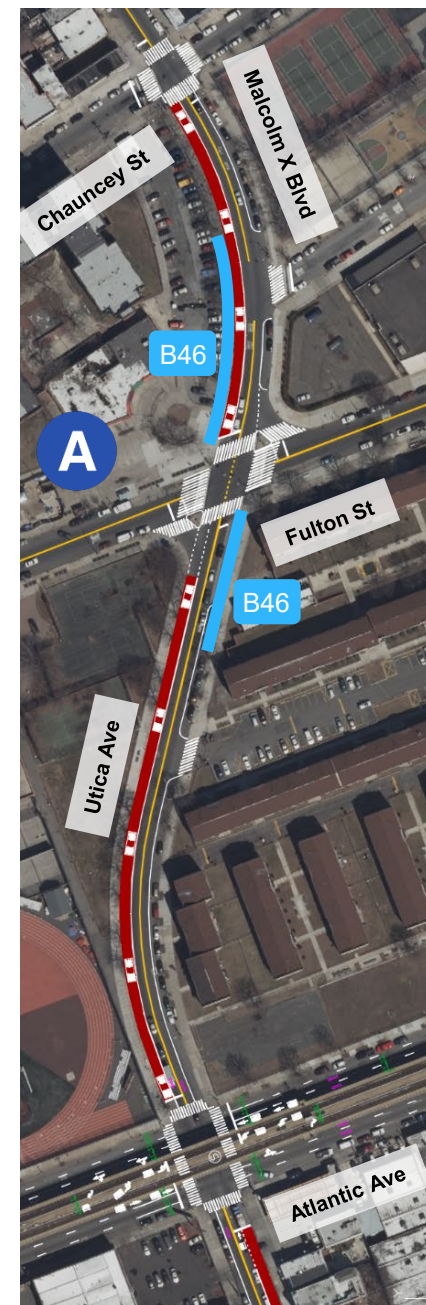 Malcolm X Blvd
Chauncey St
B46
A
Fulton St
B46
Utica Ave
Atlantic Ave